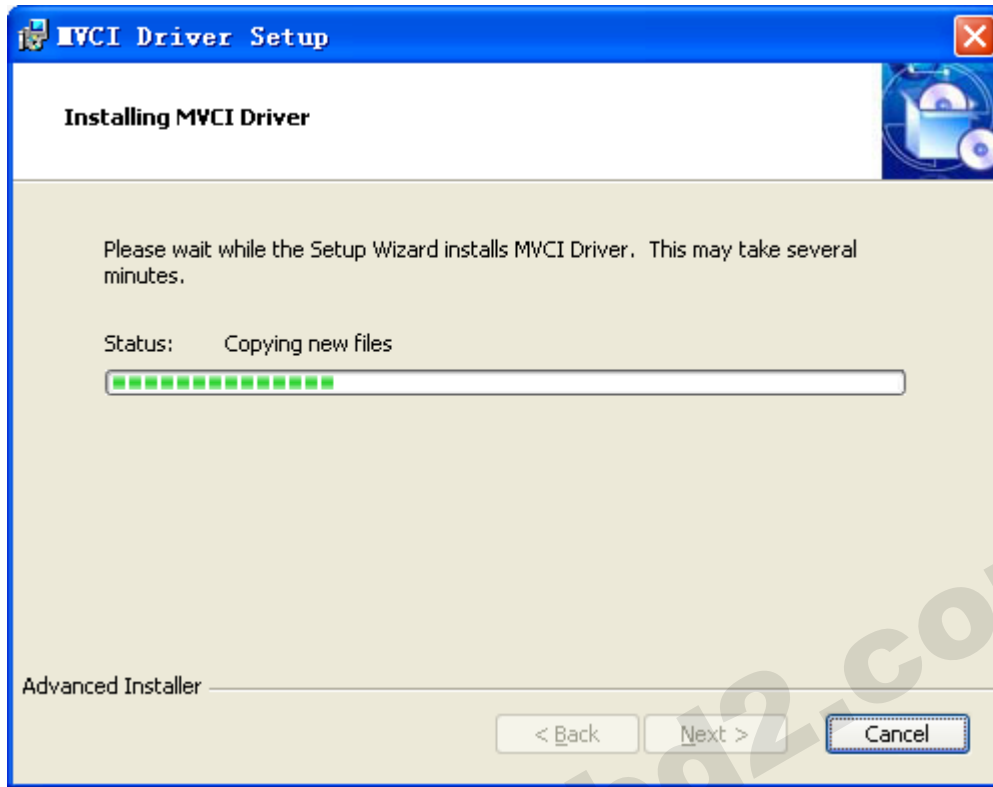 MVCI Driver Setup
Installing MVCI Driver
Please wait while the Setup Wizard installs MVCI Driver. This may take several
minutes.
Status: Copying new files
Advanced Installer
< Back Next > Cancel